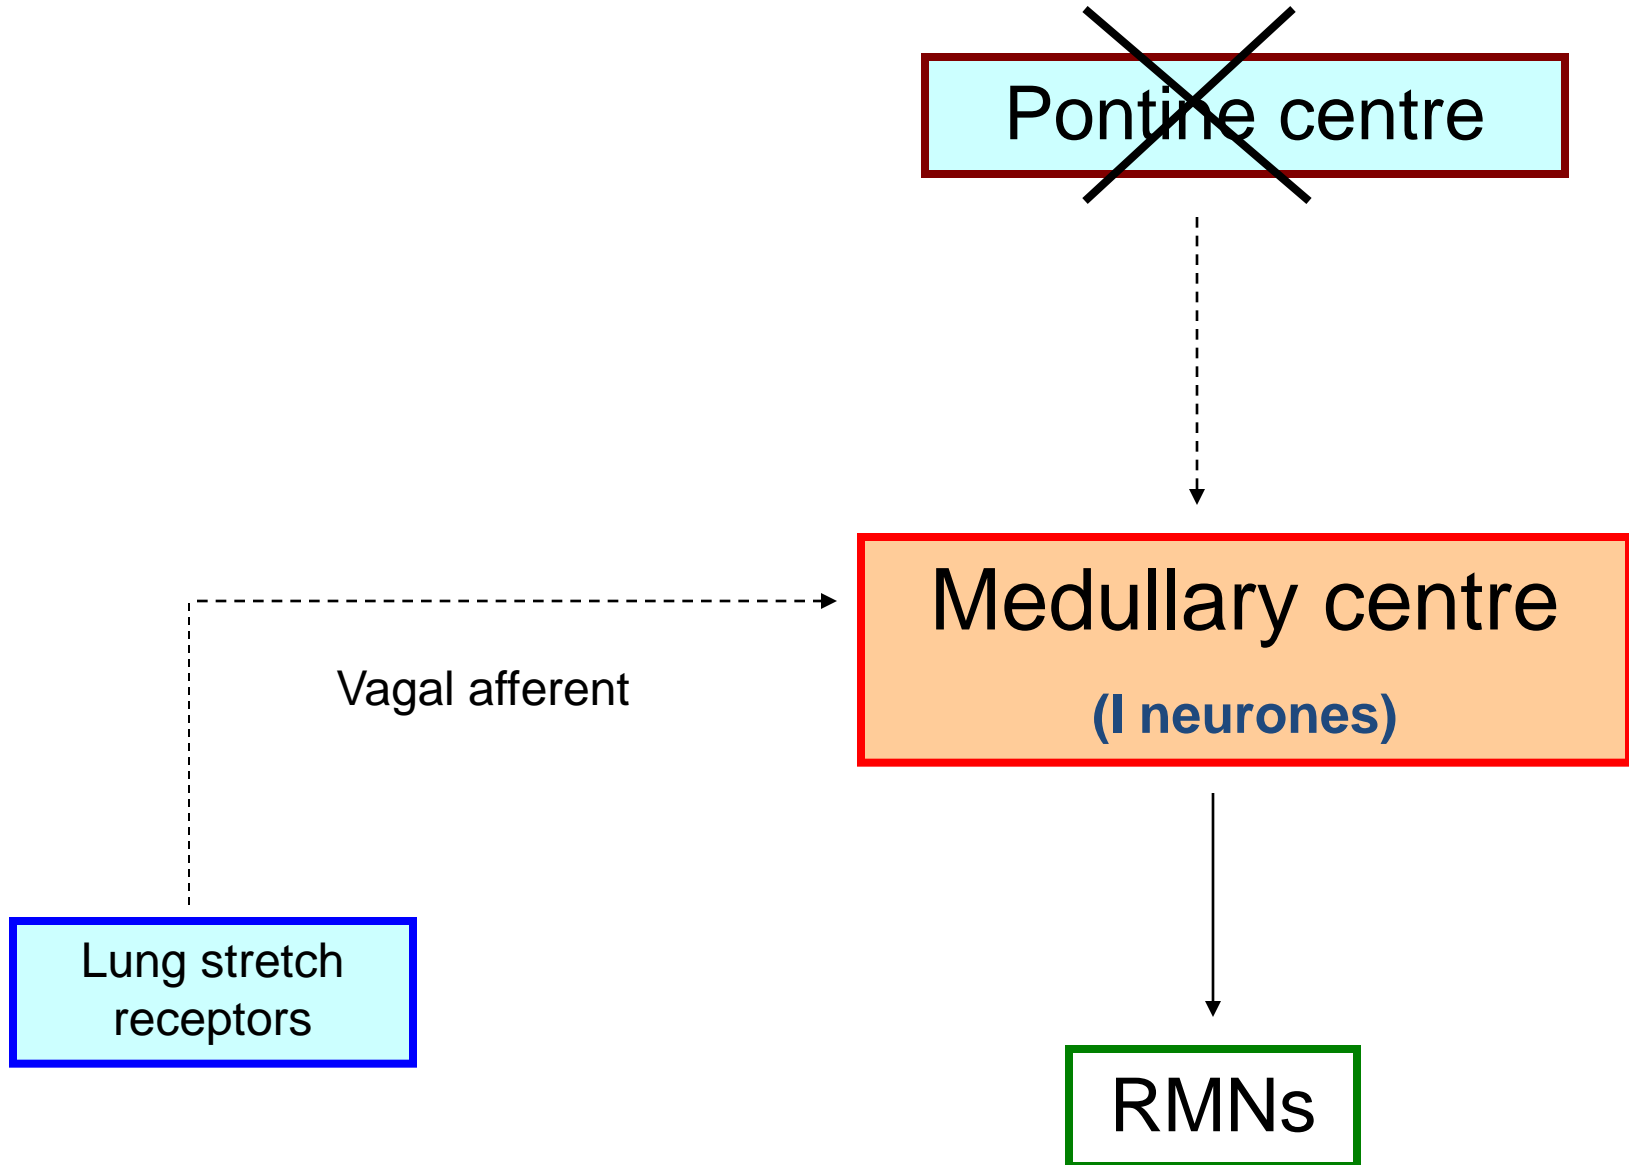 Pontine centre
Medullary centre
(I neurones)
Vagal afferent
Lung stretch
receptors
RMNs